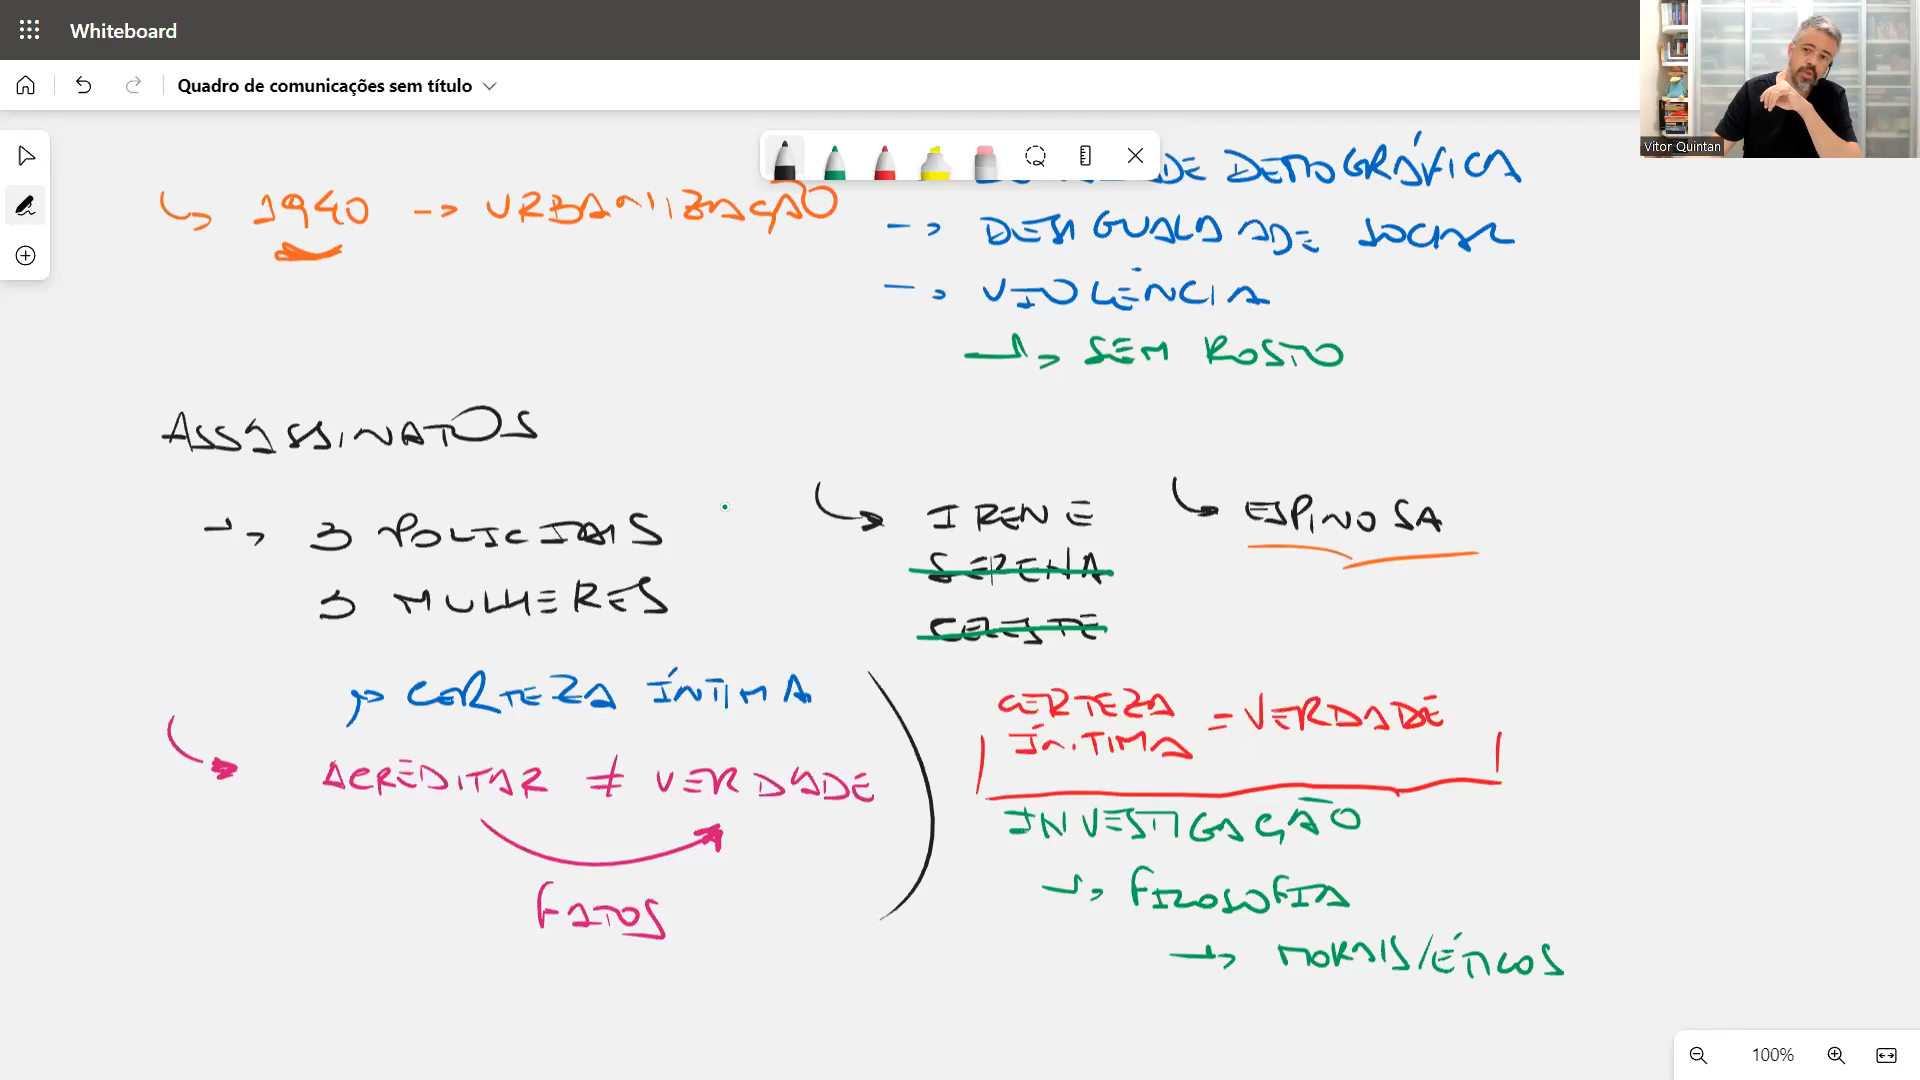 Whiteboard
Quadro de comunicações sem título
Vitor Quintan
DEMOGRÁFICA
↳ 1940 -> URBANIZAÇÃO
-> DESIGUALDADE SOCIAL
-> VIOLÊNCIA
-> SEM ROSTO
ASSASSINATOS
-> 3 POLICIAIS
3 MULHERES
↳ IRENE
SERENA
CELESTE
↳ ESPINOSA
-> CERTEZA ÍNTIMA
↳ ACREDITAR ≠ VERDADE
FATOS
CERTEZA
ÍNTIMA = VERDADE
INVESTIGAÇÃO
-> FILOSOFIA
-> MORAIS/ÉTICOS
100%